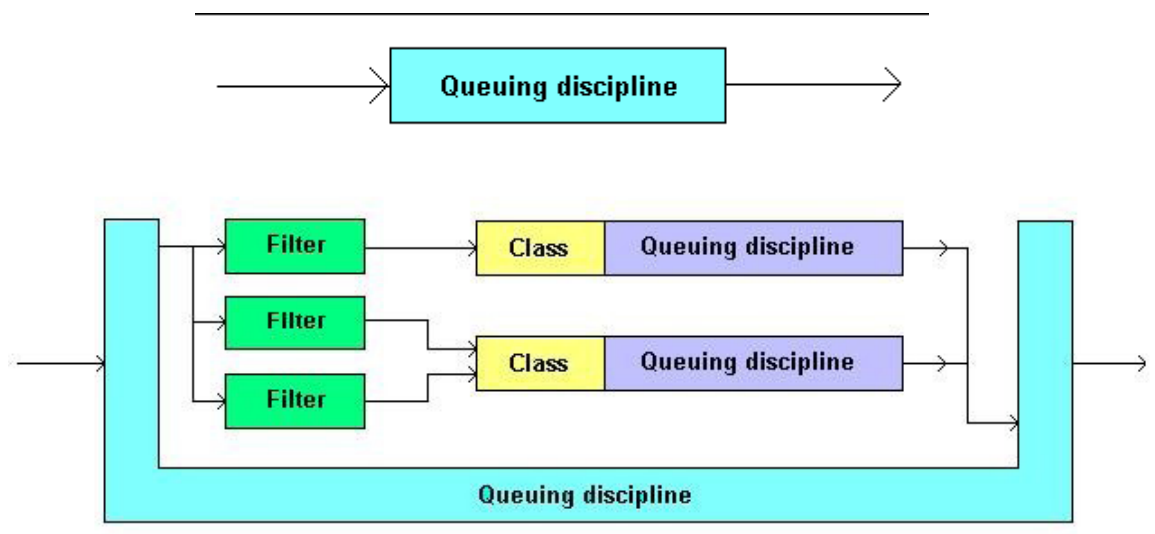 Queuing discipline
Filter
Class
Queuing discipline
FIlter
Class
Queuing discipline
Filter
Queuing discipline